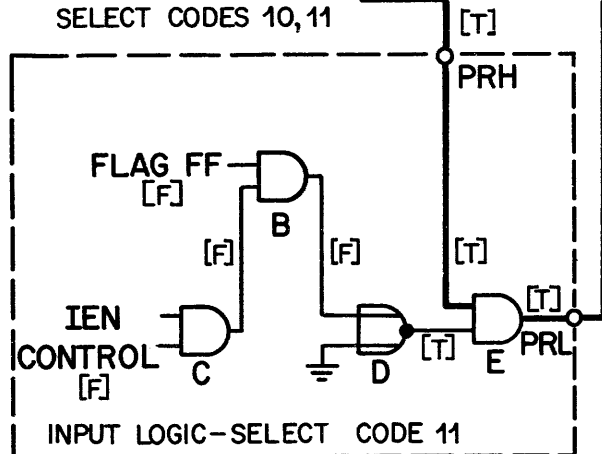 SELECT CODES 10,11
[T]
PRH
FLAG FF
[F]
B
[F]
[F]
[T]
IEN
CONTROL
[F]
C
D
[T]
E
[T]
PRL
INPUT LOGIC-SELECT CODE 11